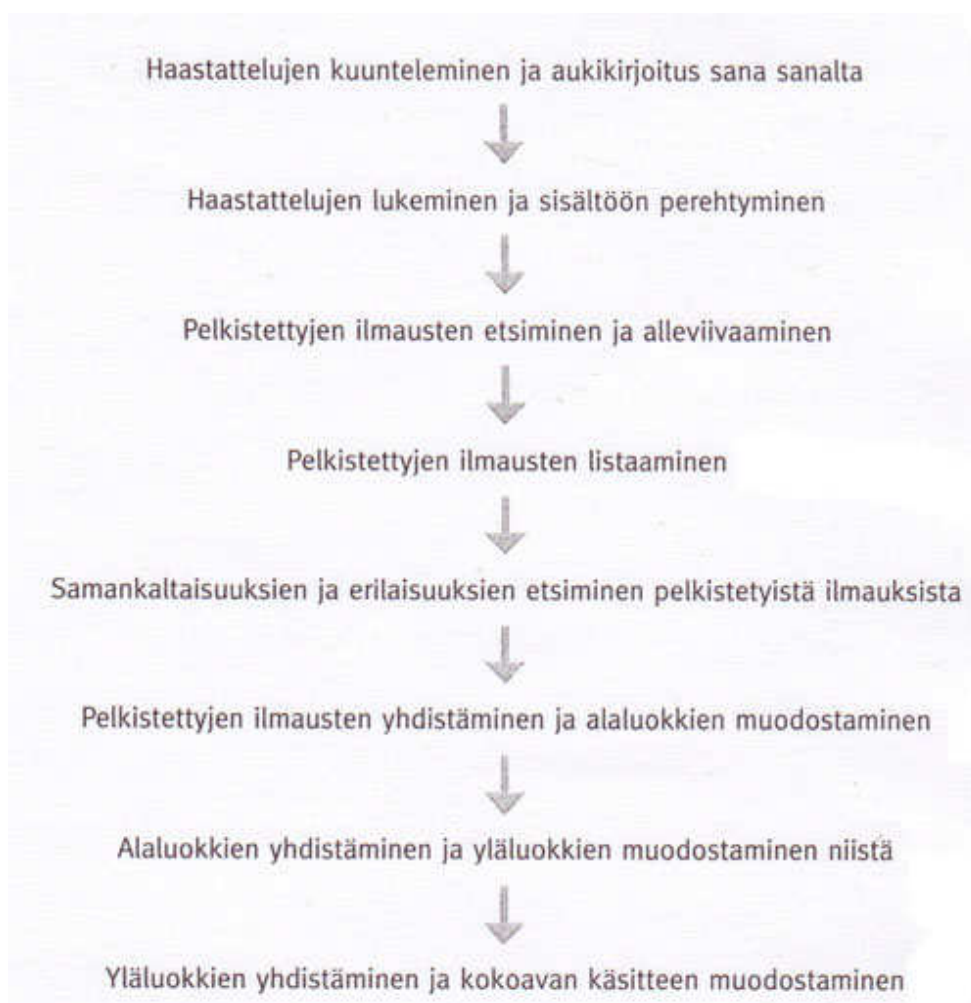 Haastattelujen kuunteleminen ja aukikirjoitus sana sanalta
Haastattelujen lukeminen ja sisältöön perehtyminen
Pelkistettyjen ilmausten etsiminen ja alleviivaaminen
Pelkistettyjen ilmausten listaaminen
Samankaltaisuuksien ja erilaisuuksien etsiminen pelkistetyistä ilmauksista
Pelkistettyjen ilmausten yhdistäminen ja alaluokkien muodostaminen
Alaluokkien yhdistäminen ja yläluokkien muodostaminen niistä
Yläluokkien yhdistäminen ja kokoavan käsitteen muodostaminen